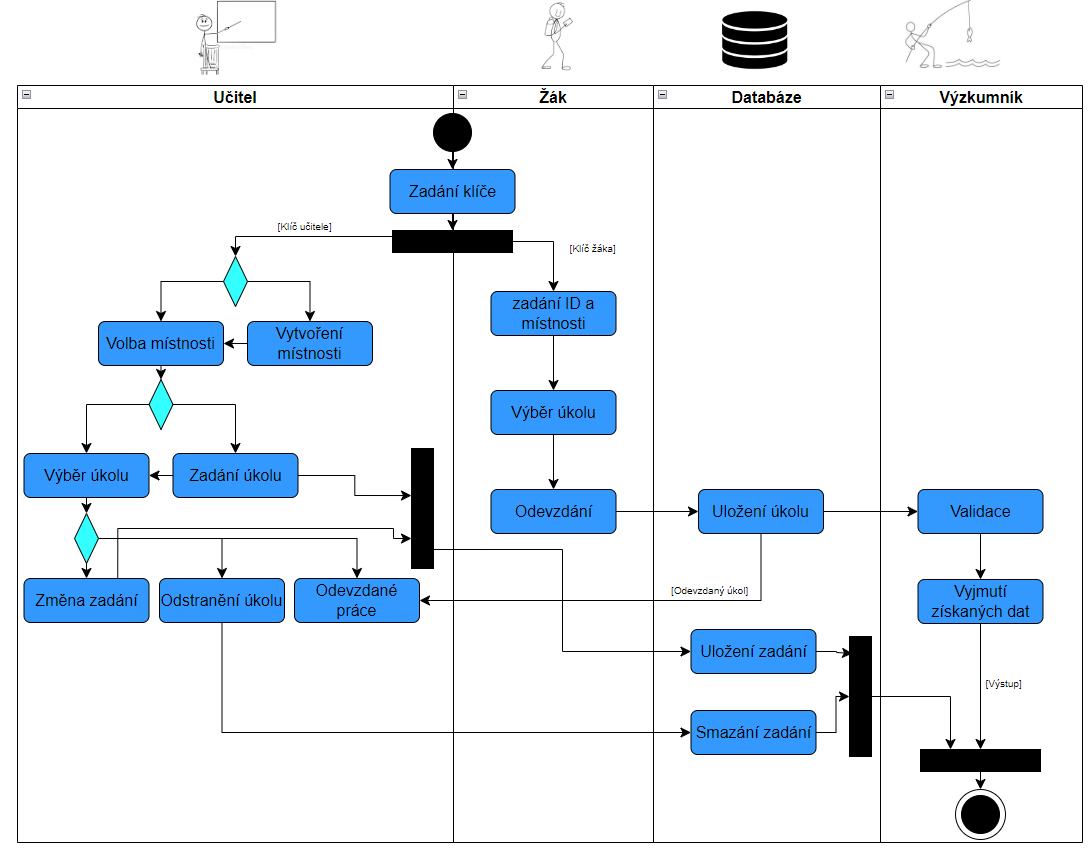 Učitel
Žák
Databáze
Výzkumník
Zadání klíče
[Klíč učitele]
[Klíč žáka]
zadání ID a
místnosti
Volba místnosti
Vytvoření
místnosti
Výběr úkolu
Výběr úkolu
Zadání úkolu
Odevzdání
Uložení úkolu
Validace
Změna zadání
Odstranění úkolu
Odevzdané
práce
[Odevzdaný úkol]
Vyjmutí
získaných dat
Uložení zadání
[Výstup]
Smazání zadání